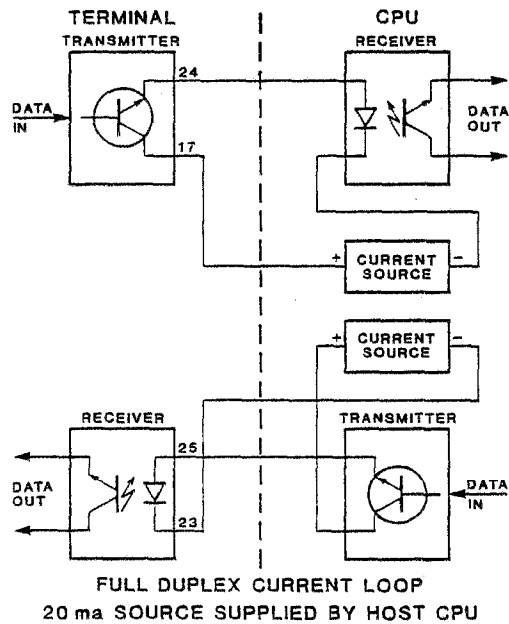 TERMINAL
TRANSMITTER
CPU
RECEIVER
24
DATA
IN
17
DATA
OUT
+ CURRENT SOURCE -
+ CURRENT SOURCE -
RECEIVER
TRANSMITTER
25
DATA
OUT
23
DATA
IN
FULL DUPLEX CURRENT LOOP
20 ma SOURCE SUPPLIED BY HOST CPU